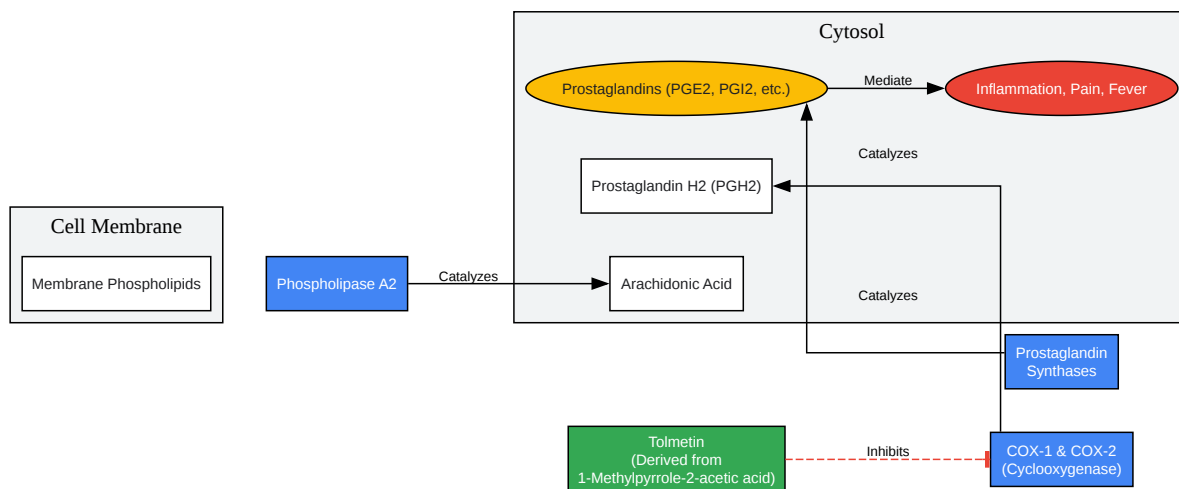 Cytosol
Prostaglandins (PGE2, PGI2, etc.)
Mediate
Inflammation, Pain, Fever
Catalyzes
Prostaglandin H2 (PGH2)
Cell Membrane
Membrane Phospholipids
Phospholipase A2
Catalyzes
Arachidonic Acid
Catalyzes
Prostaglandin
Synthases
Tolmetin
(Derived from
1-Methylpyrrole-2-acetic acid)
Inhibits
COX-1 & COX-2
(Cyclooxygenase)